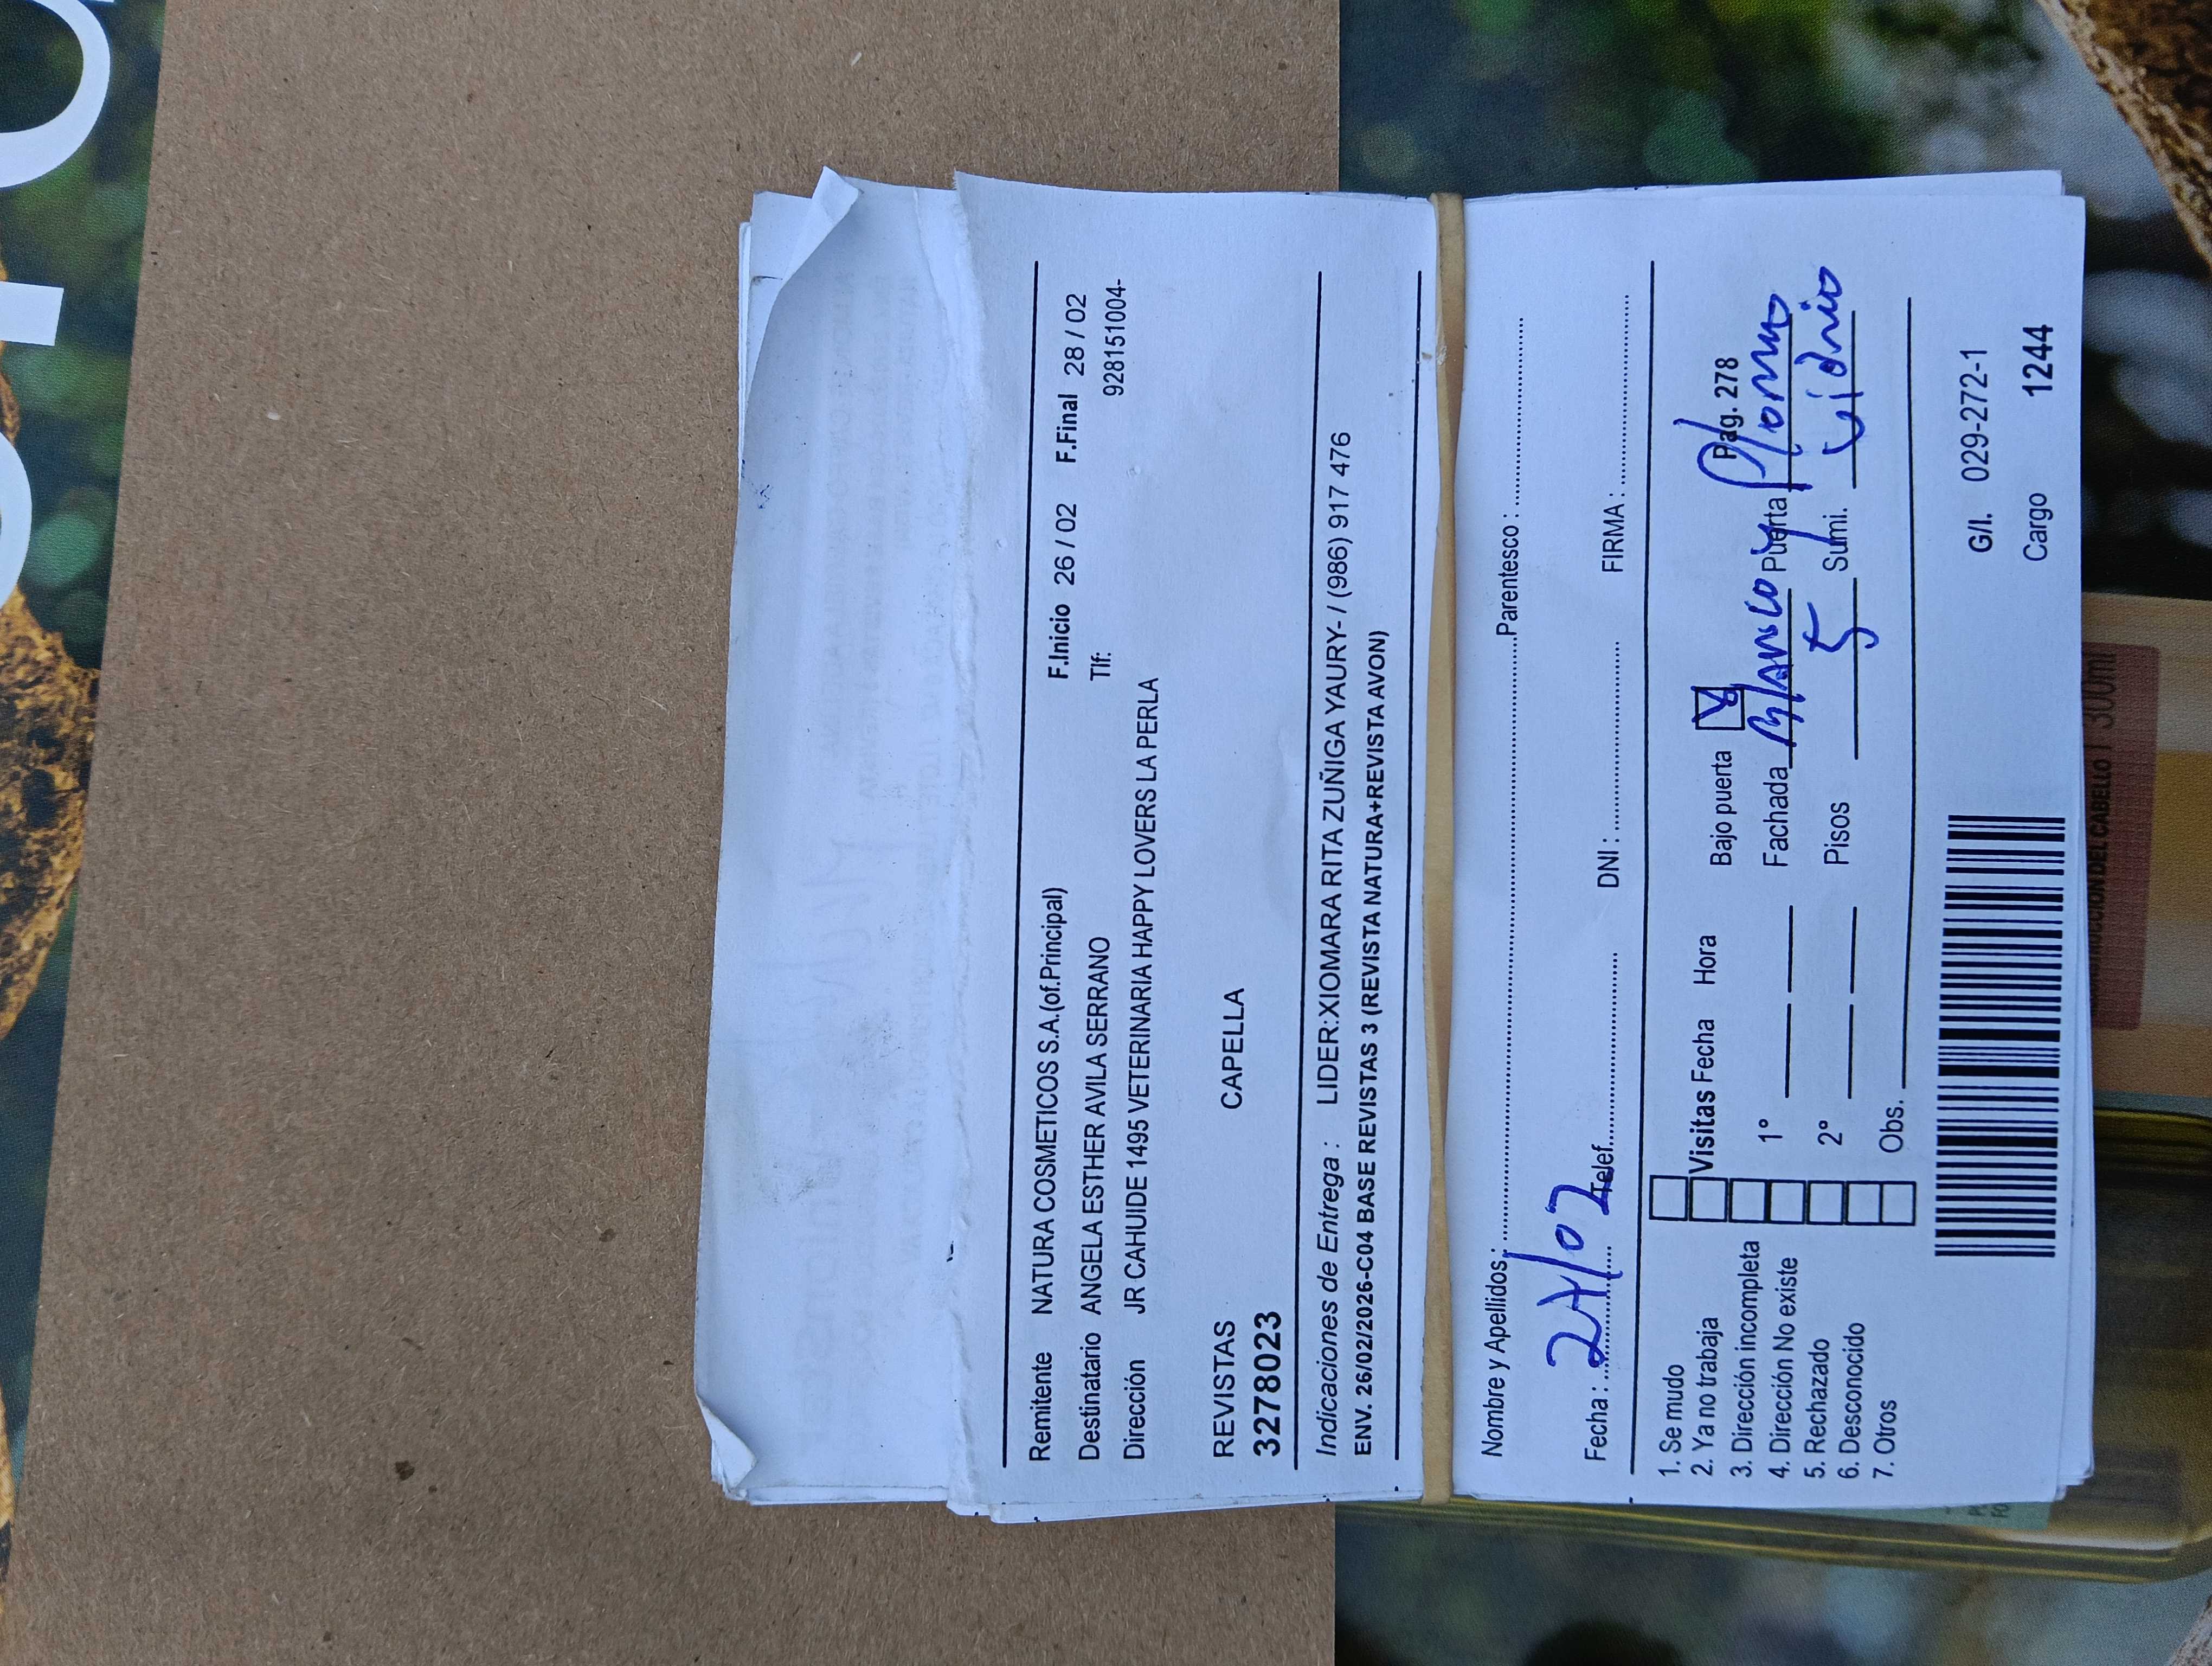 Remitente NATURA COSMETICOS S.A.(of.Principal) F.Inicio 26 / 02 F.Final 28 / 02
Destinatario ANGELA ESTHER AVILA SERRANO Tlf: 928151004-
Dirección JR CAHUIDE 1495 VETERINARIA HAPPY LOVERS LA PERLA
REVISTAS CAPELLA
3278023
Indicaciones de Entrega : LIDER:XIOMARA RITA ZUÑIGA YAURY- / (986) 917 476
ENV. 26/02/2026-C04 BASE REVISTAS 3 (REVISTA NATURA+REVISTA AVON)
Nombre y Apellidos: Parentesco :
Fecha : 27/02 Telef. DNI : FIRMA :
1. Se mudo
2. Ya no trabaja
3. Dirección incompleta
4. Dirección No existe
5. Rechazado
6. Desconocido
7. Otros
Visitas Fecha Hora Bajo puerta Pag. 278
1° Fachada Blanco y Puerta Plomo
2° Pisos 5 Sumi. Vidrio
Obs.
G/I. 029-272-1
Cargo 1244
DEL CABELLO | 300ml